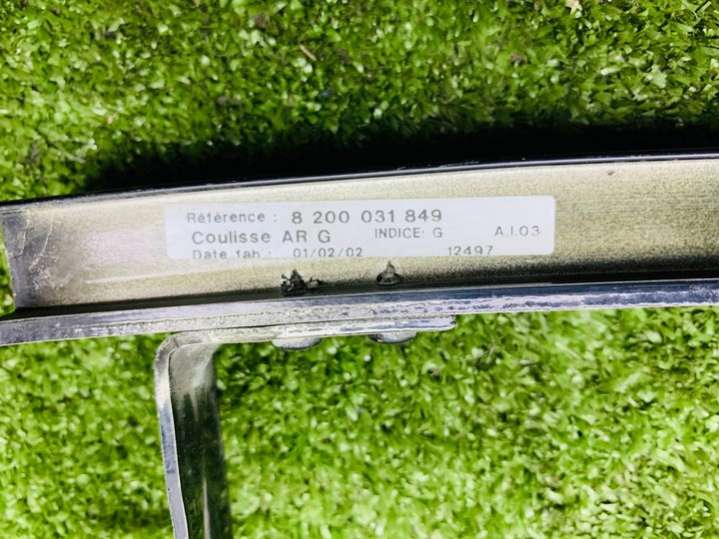 Référence : 8 200 031 849
Coulisse AR G INDICE: G A.I.03
Date fab.: 01/02/02 12497